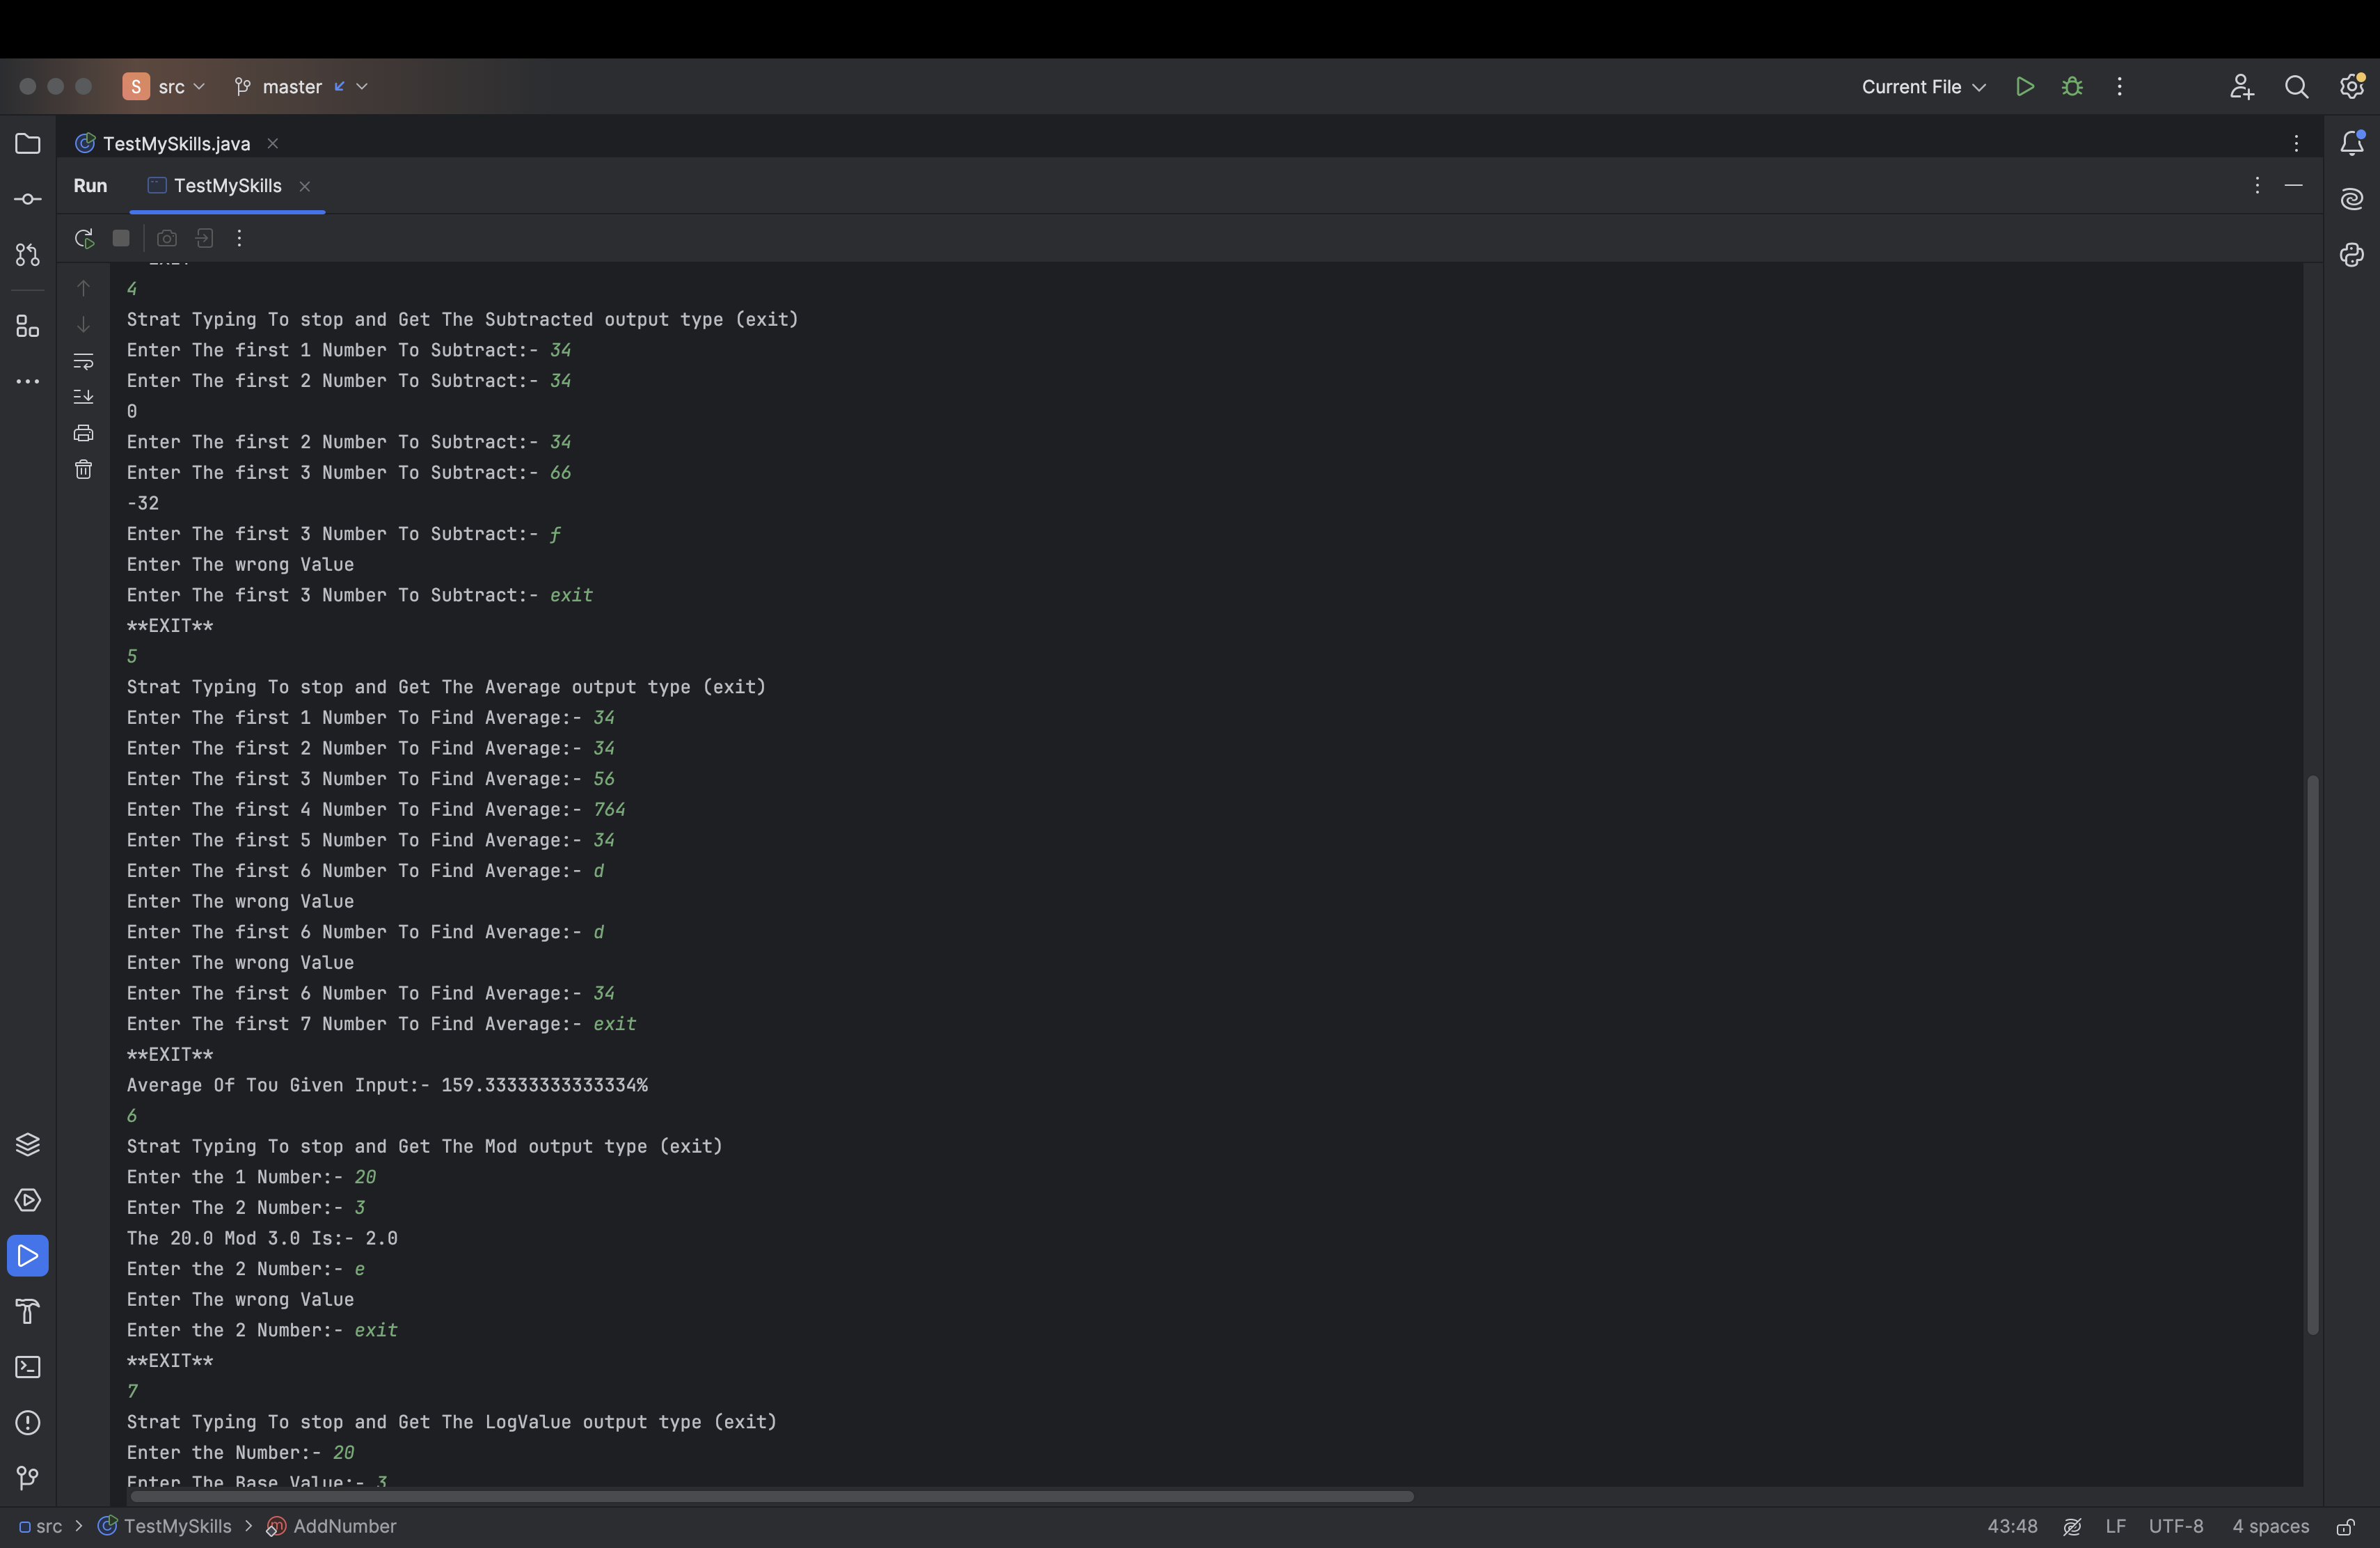 S src master
Current File
TestMySkills.java
Run TestMySkills
4
Strat Typing To stop and Get The Subtracted output type (exit)
Enter The first 1 Number To Subtract:- 34
Enter The first 2 Number To Subtract:- 34
0
Enter The first 2 Number To Subtract:- 34
Enter The first 3 Number To Subtract:- 66
-32
Enter The first 3 Number To Subtract:- f
Enter The wrong Value
Enter The first 3 Number To Subtract:- exit
**EXIT**
5
Strat Typing To stop and Get The Average output type (exit)
Enter The first 1 Number To Find Average:- 34
Enter The first 2 Number To Find Average:- 34
Enter The first 3 Number To Find Average:- 56
Enter The first 4 Number To Find Average:- 764
Enter The first 5 Number To Find Average:- 34
Enter The first 6 Number To Find Average:- d
Enter The wrong Value
Enter The first 6 Number To Find Average:- d
Enter The wrong Value
Enter The first 6 Number To Find Average:- 34
Enter The first 7 Number To Find Average:- exit
**EXIT**
Average Of Tou Given Input:- 159.33333333333334%
6
Strat Typing To stop and Get The Mod output type (exit)
Enter the 1 Number:- 20
Enter The 2 Number:- 3
The 20.0 Mod 3.0 Is:- 2.0
Enter the 2 Number:- e
Enter The wrong Value
Enter the 2 Number:- exit
**EXIT**
7
Strat Typing To stop and Get The LogValue output type (exit)
Enter the Number:- 20
Enter The Base Value:- 3
src > TestMySkills > AddNumber
43:48 LF UTF-8 4 spaces